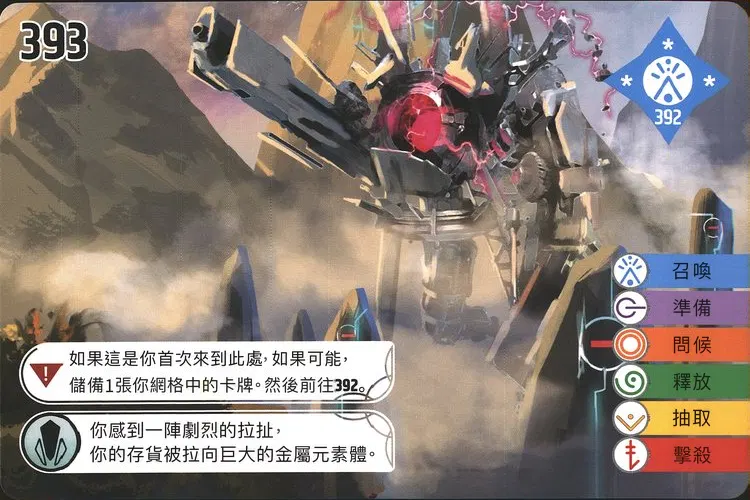 393
* * *
392
召喚
準備
問候
釋放
抽取
擊殺
如果這是你首次來到此處,如果可能,
儲備1張你網格中的卡牌。然後前往392。
你感到一陣劇烈的拉扯,
你的存貨被拉向巨大的金屬元素體。